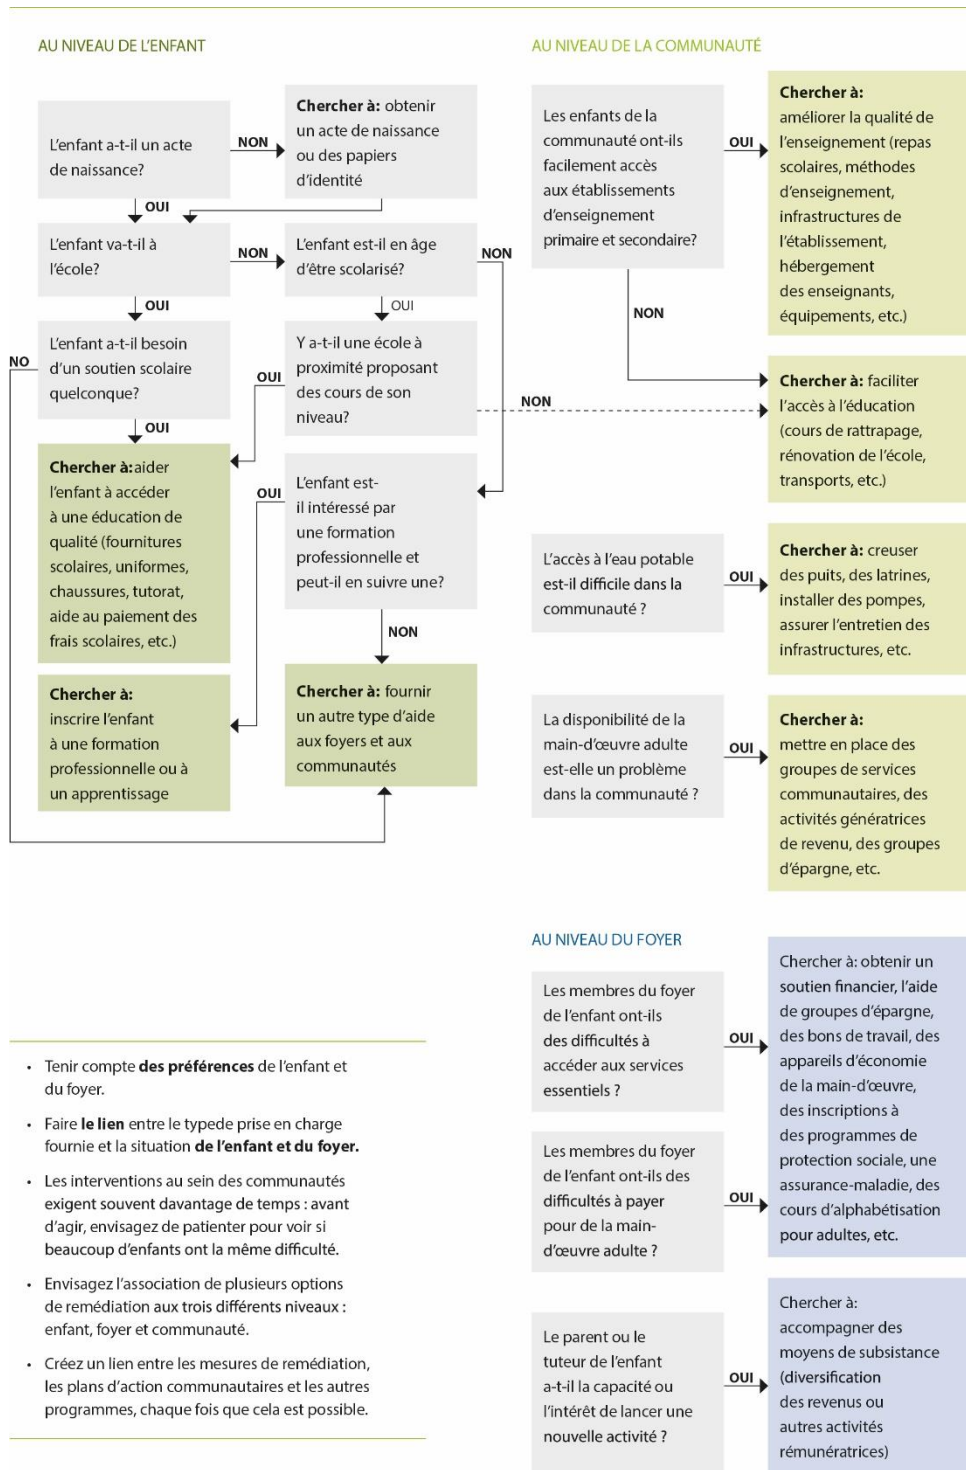 AU NIVEAU DE L'ENFANT
L'enfant a-t-il un acte
de naissance?
NON
Chercher à: obtenir
un acte de naissance
ou des papiers
d'identité
OUI
L'enfant va-t-il à
l'école?
NON
L'enfant est-il en âge
d'être scolarisé?
NON
OUI
OUI
L'enfant a-t-il besoin
d'un soutien scolaire
quelconque?
NO
OUI
Y a-t-il une école à
proximité proposant
des cours de son
niveau?
OUI
NON
Chercher à:aider
l'enfant à accéder
à une éducation de
qualité (fournitures
scolaires, uniformes,
chaussures, tutorat,
aide au paiement des
frais scolaires, etc.)
OUI
L'enfant est-
il intéressé par
une formation
professionnelle et
peut-il en suivre une?
NON
Chercher à:
inscrire l'enfant
à une formation
professionnelle ou à
un apprentissage
Chercher à: fournir
un autre type d'aide
aux foyers et aux
communautés
AU NIVEAU DE LA COMMUNAUTÉ
Les enfants de la
communauté ont-ils
facilement accès
aux établissements
d'enseignement
primaire et secondaire?
OUI
Chercher à:
améliorer la qualité de
l'enseignement (repas
scolaires, méthodes
d'enseignement,
infrastructures de
l'établissement,
hébergement
des enseignants,
équipements, etc.)
NON
Chercher à: faciliter
l'accès à l'éducation
(cours de rattrapage,
rénovation de l'école,
transports, etc.)
L'accès à l'eau potable
est-il difficile dans la
communauté ?
OUI
Chercher à: creuser
des puits, des latrines,
installer des pompes,
assurer l'entretien des
infrastructures, etc.
La disponibilité de la
main-d'œuvre adulte
est-elle un problème
dans la communauté ?
OUI
Chercher à:
mettre en place des
groupes de services
communautaires, des
activités génératrices
de revenu, des groupes
d'épargne, etc.
AU NIVEAU DU FOYER
Les membres du foyer
de l'enfant ont-ils
des difficultés à
accéder aux services
essentiels ?
OUI
Les membres du foyer
de l'enfant ont-ils des
difficultés à payer
pour de la main-
d'œuvre adulte ?
OUI
Chercher à: obtenir un
soutien financier, l'aide
de groupes d'épargne,
des bons de travail, des
appareils d'économie
de la main-d'œuvre,
des inscriptions à
des programmes de
protection sociale, une
assurance-maladie, des
cours d'alphabétisation
pour adultes, etc.
Le parent ou le
tuteur de l'enfant
a-t-il la capacité ou
l'intérêt de lancer une
nouvelle activité ?
OUI
Chercher à:
accompagner des
moyens de subsistance
(diversification
des revenus ou
autres activités
rémunératrices)
• Tenir compte des préférences de l'enfant et
du foyer.
• Faire le lien entre le typede prise en charge
fournie et la situation de l'enfant et du foyer.
• Les interventions au sein des communautés
exigent souvent davantage de temps : avant
d'agir, envisagez de patienter pour voir si
beaucoup d'enfants ont la même difficulté.
• Envisagez l'association de plusieurs options
de remédiation aux trois différents niveaux :
enfant, foyer et communauté.
• Créez un lien entre les mesures de remédiation,
les plans d'action communautaires et les autres
programmes, chaque fois que cela est possible.